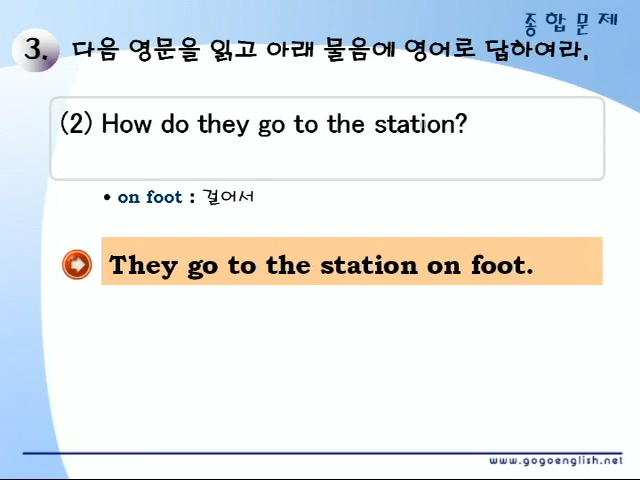 종합문제
3. 다음 영문을 읽고 아래 물음에 영어로 답하여라.
(2) How do they go to the station?
• on foot : 걸어서
They go to the station on foot.
www.gogoenglish.net